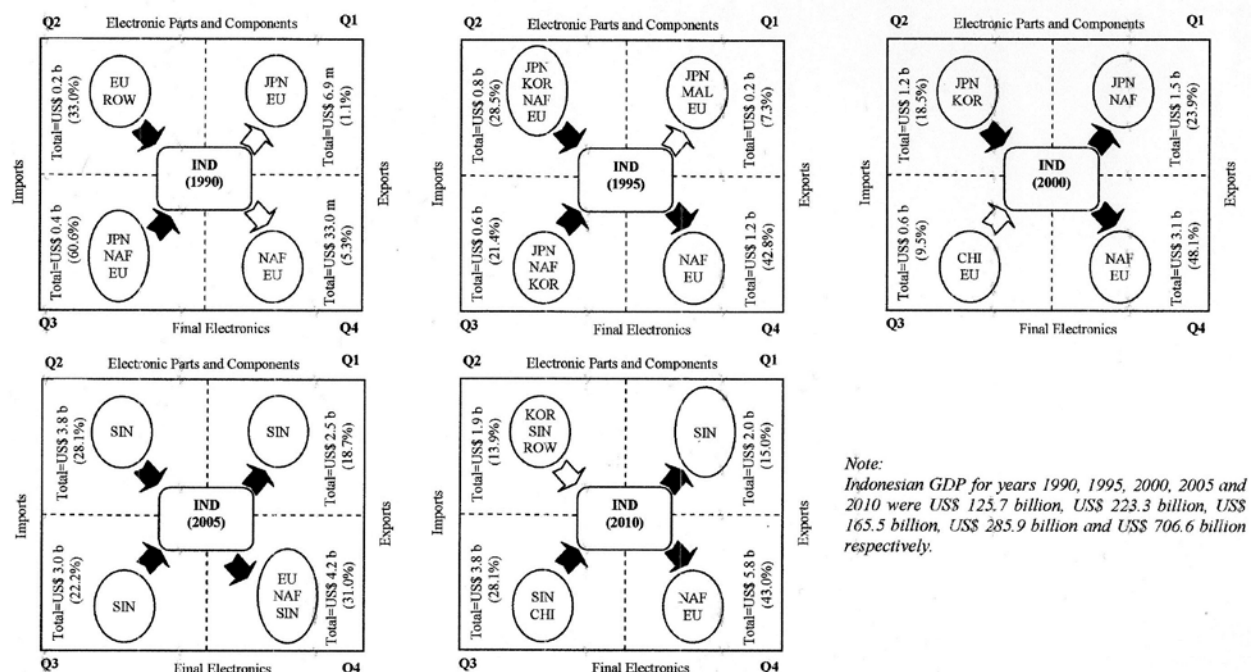 Q2 Electronic Parts and Components Q1
Imports
Total=US$ 0.2 b
(33.0%)
EU
ROW
JPN
EU
Total=US$ 6.9 m
(1.1%)
IND
(1990)
Total=US$ 0.4 b
(60.6%)
JPN
NAF
EU
NAF
EU
Total=US$ 33.0 m
(5.3%)
Exports
Q3 Final Electronics Q4
Q2 Electronic Parts and Components Q1
Imports
Total=US$ 0.8 b
(28.5%)
JPN
KOR
NAF
EU
JPN
MAL
EU
Total=US$ 0.2 b
(7.3%)
IND
(1995)
Total=US$ 0.6 b
(21.4%)
JPN
NAF
KOR
NAF
EU
Total=US$ 1.2 b
(42.8%)
Exports
Q3 Final Electronics Q4
Q2 Electronic Parts and Components Q1
Imports
Total=US$ 1.2 b
(18.5%)
JPN
KOR
JPN
NAF
Total=US$ 1.5 b
(23.9%)
IND
(2000)
Total=US$ 0.6 b
(9.5%)
CHI
EU
NAF
EU
Total=US$ 3.1 b
(48.1%)
Exports
Q3 Final Electronics Q4
Q2 Electronic Parts and Components Q1
Imports
Total=US$ 3.8 b
(28.1%)
SIN
SIN
Total=US$ 2.5 b
(18.7%)
IND
(2005)
Total=US$ 3.0 b
(22.2%)
SIN
EU
NAF
SIN
Total=US$ 4.2 b
(31.0%)
Exports
Q3 Final Electronics Q4
Q2 Electronic Parts and Components Q1
Imports
Total=US$ 1.9 b
(13.9%)
KOR
SIN
ROW
SIN
Total=US$ 2.0 b
(15.0%)
IND
(2010)
Total=US$ 3.8 b
(28.1%)
SIN
CHI
NAF
EU
Total=US$ 5.8 b
(43.0%)
Exports
Q3 Final Electronics Q4
Note:
Indonesian GDP for years 1990, 1995, 2000, 2005 and
2010 were US$ 125.7 billion, US$ 223.3 billion, US$
165.5 billion, US$ 285.9 billion and US$ 706.6 billion
respectively.